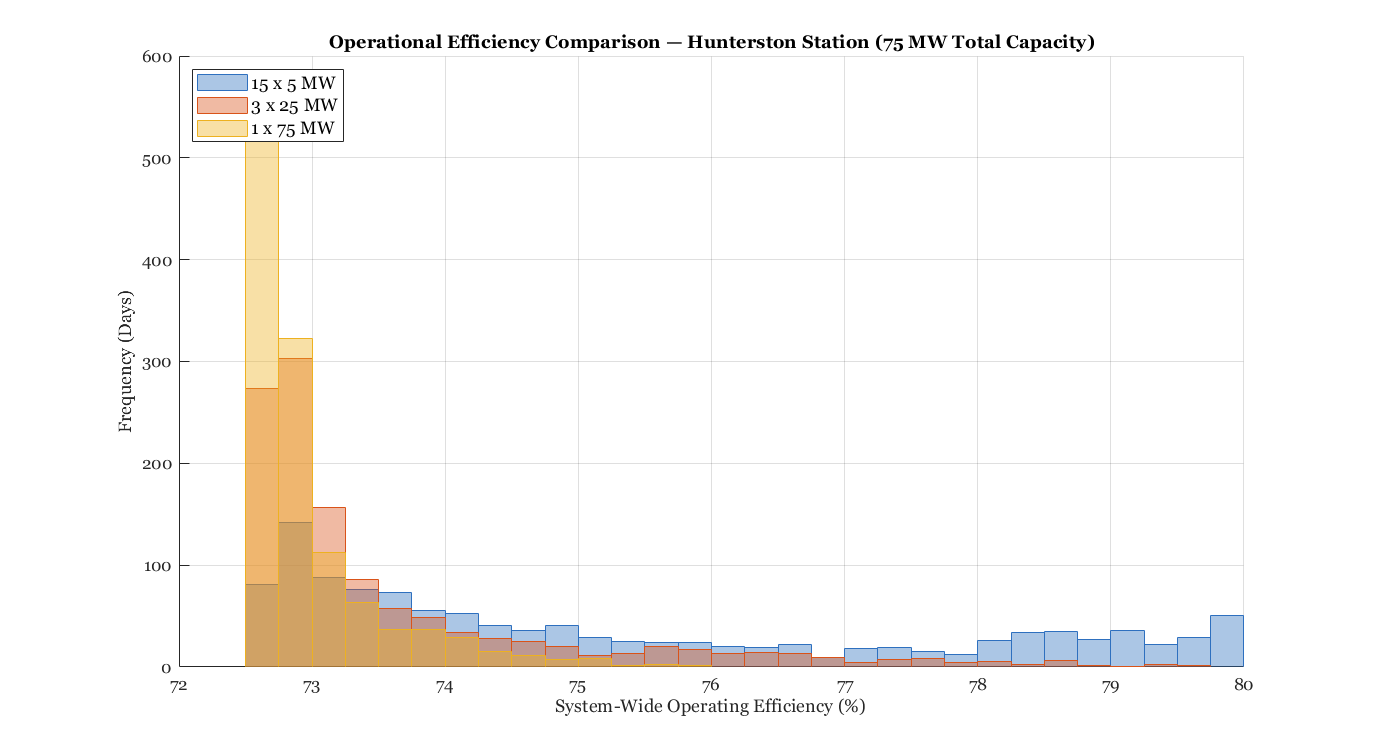 Operational Efficiency Comparison — Hunterston Station (75 MW Total Capacity)
600
500
400
300
200
100
0
Frequency (Days)
15 x 5 MW
3 x 25 MW
1 x 75 MW
72 73 74 75 76 77 78 79 80
System-Wide Operating Efficiency (%)